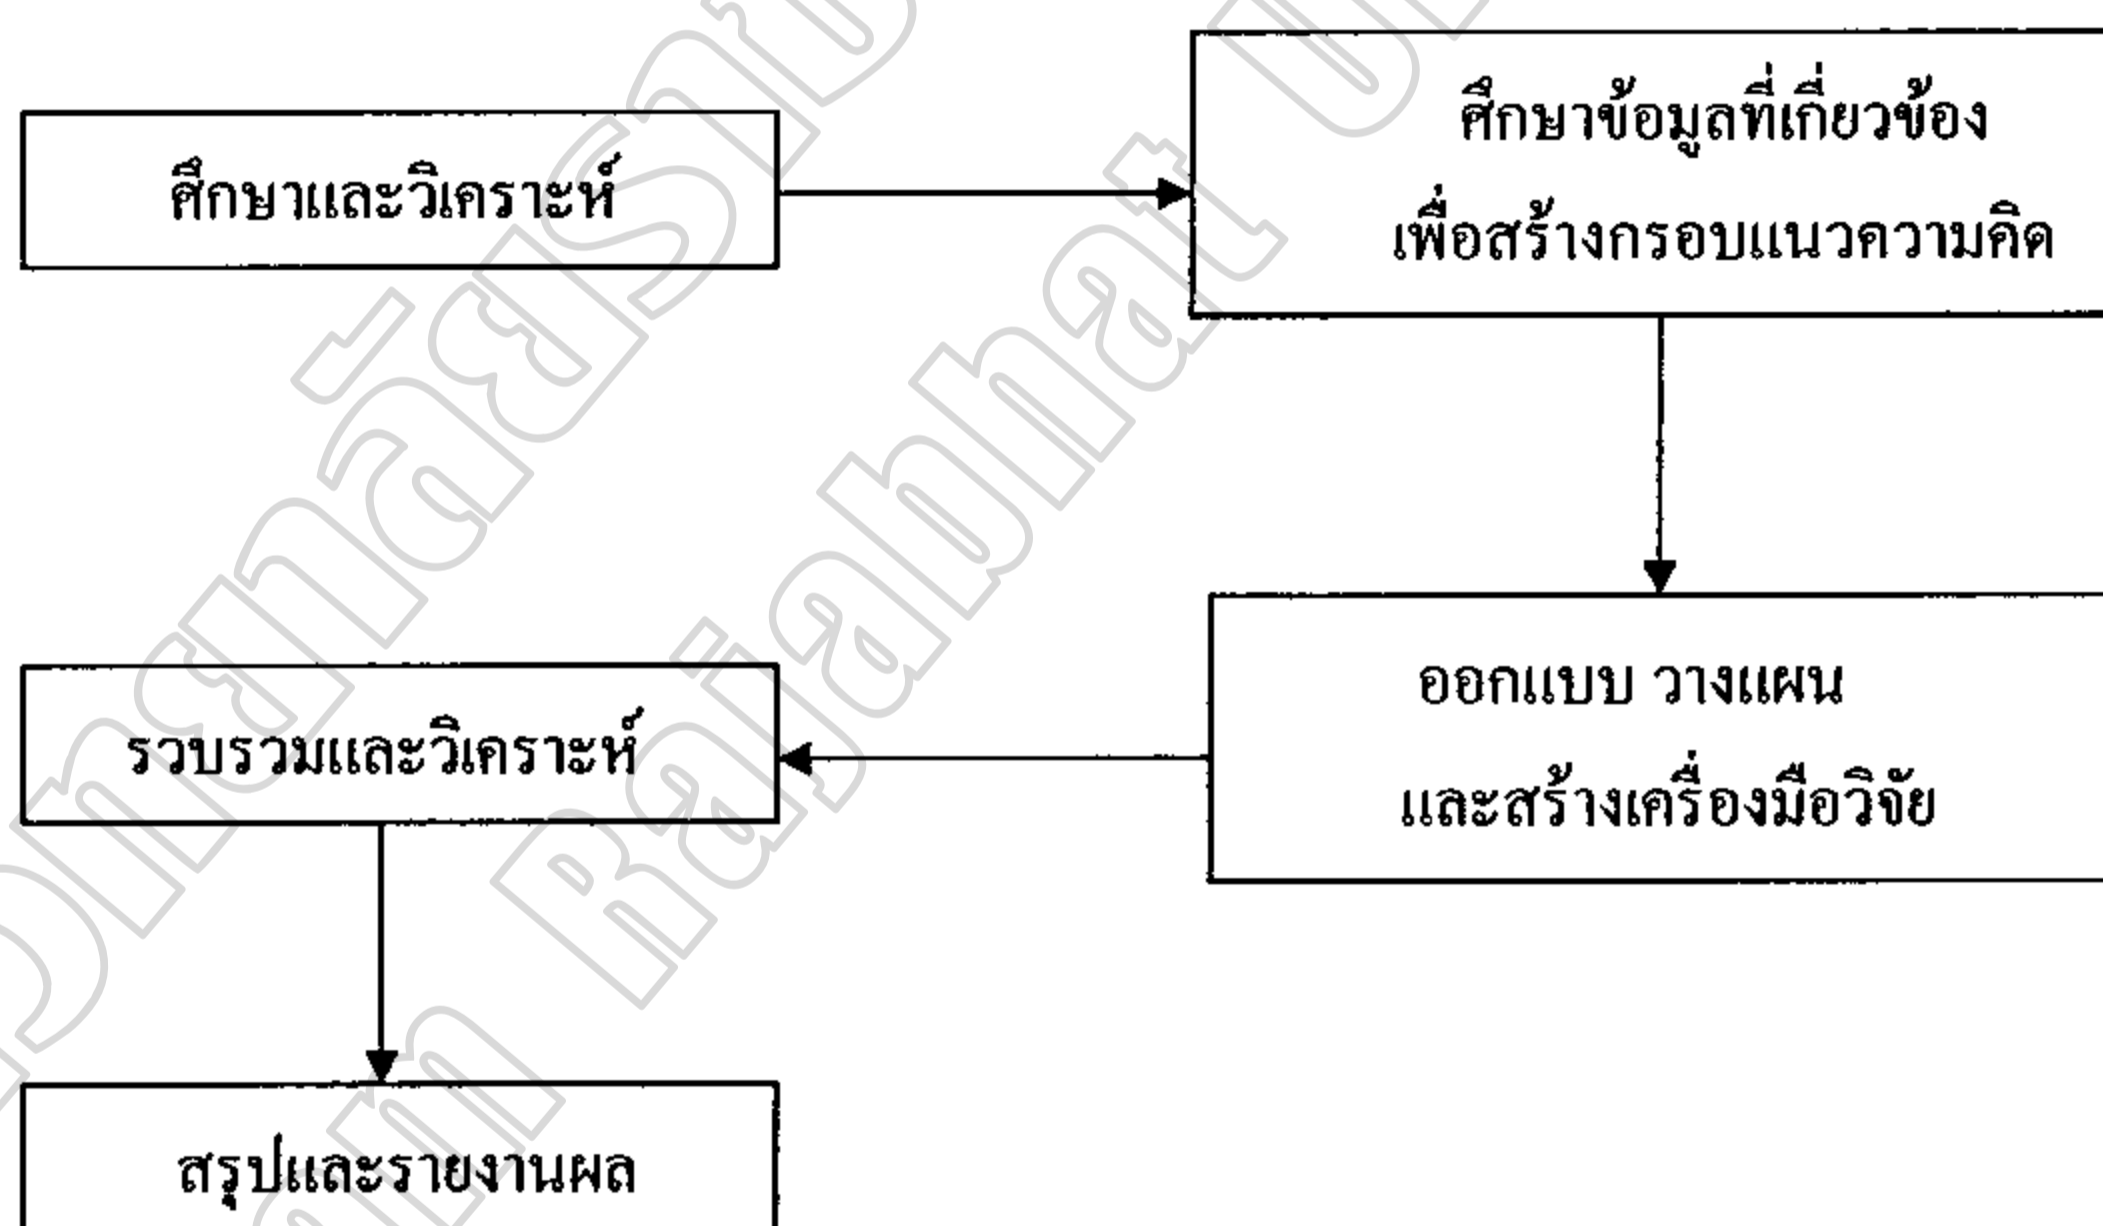 ศึกษาและวิเคราะห์
ศึกษาข้อมูลที่เกี่ยวข้อง
เพื่อสร้างกรอบแนวความคิด
ออกแบบ วางแผน
และสร้างเครื่องมือวิจัย
รวบรวมและวิเคราะห์
สรุปและรายงานผล
Rajabhat